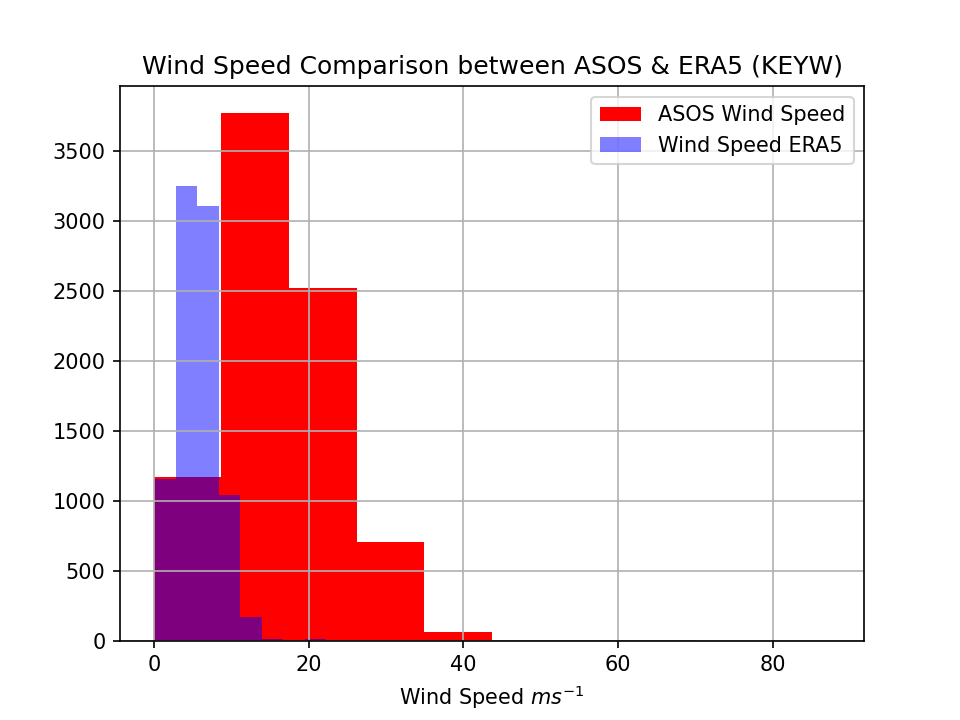 Wind Speed Comparison between ASOS & ERA5 (KEYW)
ASOS Wind Speed
Wind Speed ERA5
3500
3000
2500
2000
1500
1000
500
0
0 20 40 60 80
Wind Speed ms⁻¹